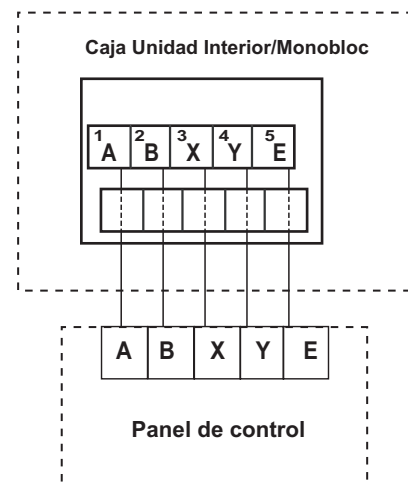 Caja Unidad Interior/Monobloc
1 2 3 4 5
A B X Y E
A B X Y E
Panel de control